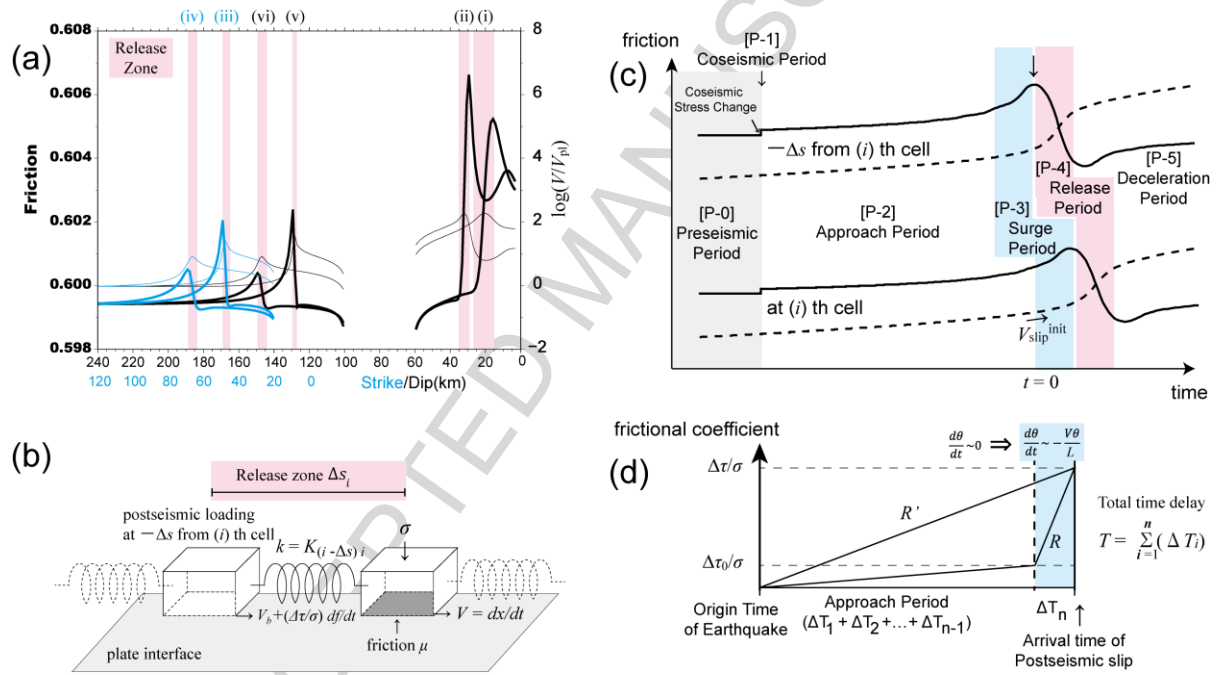 (a)
(iv) (iii) (vi) (v) (ii) (i)
Release
Zone
Friction
0.608
0.606
0.604
0.602
0.600
0.598
8
6
4
2
0
−2
log(V/Vpl)
240 220 200 180 160 140 120 100 80 60 40 20 0
120 100 80 60 40 20 0 Strike/Dip(km)
(b)
Release zone Δsi
postseismic loading
at −Δs from (i) th cell
k = K(i -Δs) i
σ
Vb +(Δτ/σ) df/dt
V = dx/dt
friction μ
plate interface
(c)
friction
[P-1]
Coseismic Period
Coseismic
Stress Change
−Δs from (i) th cell
[P-0]
Preseismic
Period
[P-2]
Approach Period
[P-3]
Surge
Period
[P-4]
Release
Period
[P-5]
Deceleration
Period
at (i) th cell
Vslip init
t = 0
time
(d)
frictional coefficient
dθ/dt ~0 ⇒ dθ/dt ~ − Vθ/L
Δτ/σ
R'
R
Δτ0/σ
Total time delay
T = Σ i=1 n (Δ Ti)
Origin Time
of Earthquake
Approach Period
(ΔT1 + ΔT2 +…+ ΔTn-1)
ΔTn
Arrival time of
Postseismic slip
ACCEPTED MANUSC